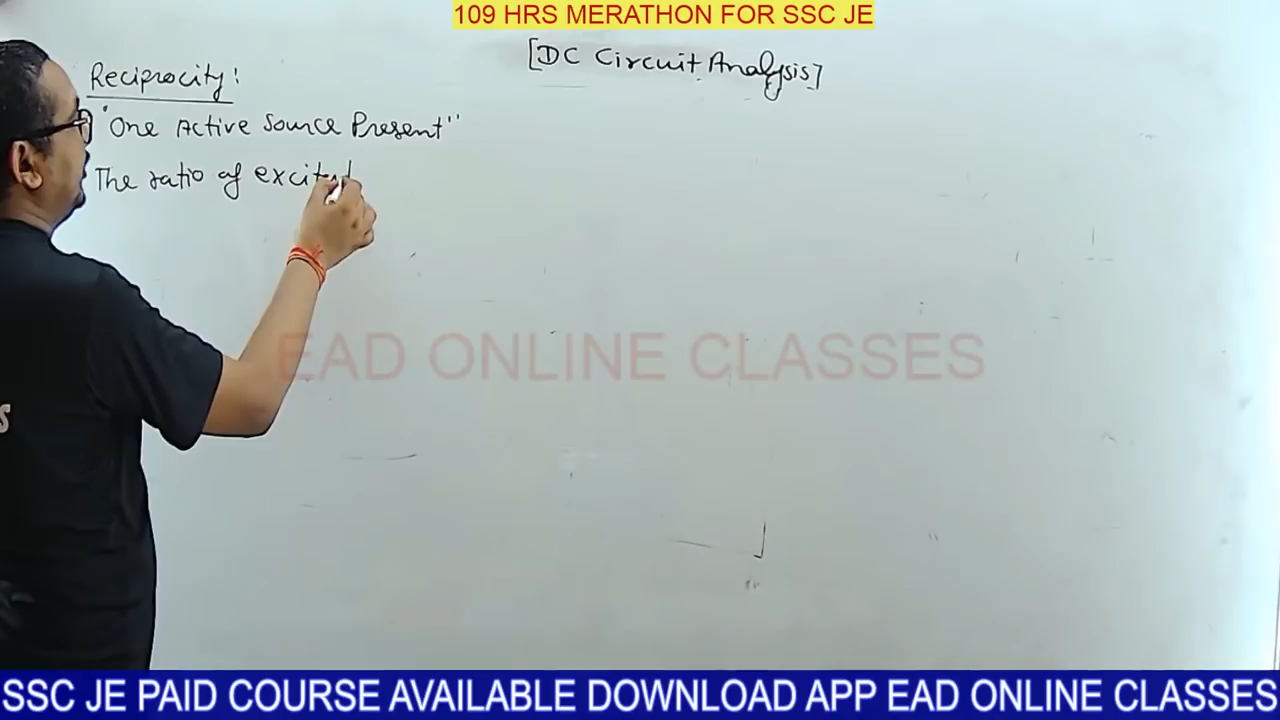 109 HRS MERATHON FOR SSC JE
[DC Circuit Analysis]
Reciprocity:
"One Active Source Present"
The ratio of excitat
EAD ONLINE CLASSES
SSC JE PAID COURSE AVAILABLE DOWNLOAD APP EAD ONLINE CLASSES